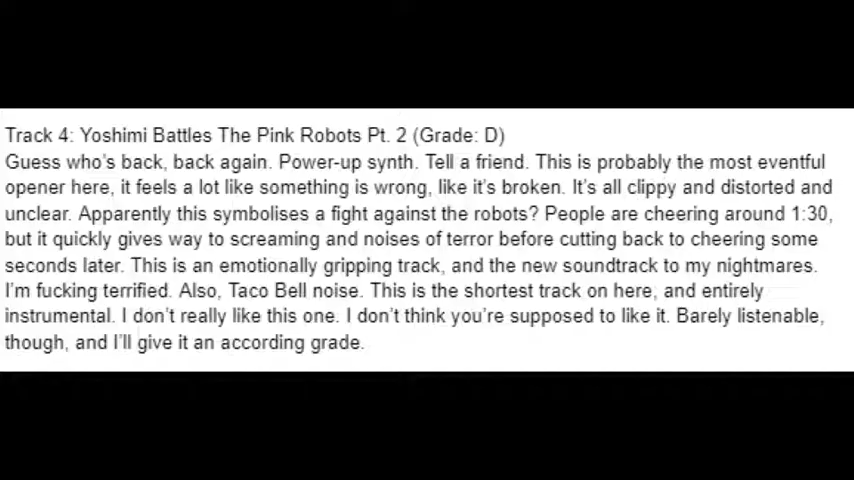 Track 4: Yoshimi Battles The Pink Robots Pt. 2 (Grade: D)
Guess who's back, back again. Power-up synth. Tell a friend. This is probably the most eventful
opener here, it feels a lot like something is wrong, like it's broken. It's all clippy and distorted and
unclear. Apparently this symbolises a fight against the robots? People are cheering around 1:30,
but it quickly gives way to screaming and noises of terror before cutting back to cheering some
seconds later. This is an emotionally gripping track, and the new soundtrack to my nightmares.
I'm fucking terrified. Also, Taco Bell noise. This is the shortest track on here, and entirely
instrumental. I don't really like this one. I don't think you're supposed to like it. Barely listenable,
though, and I'll give it an according grade.